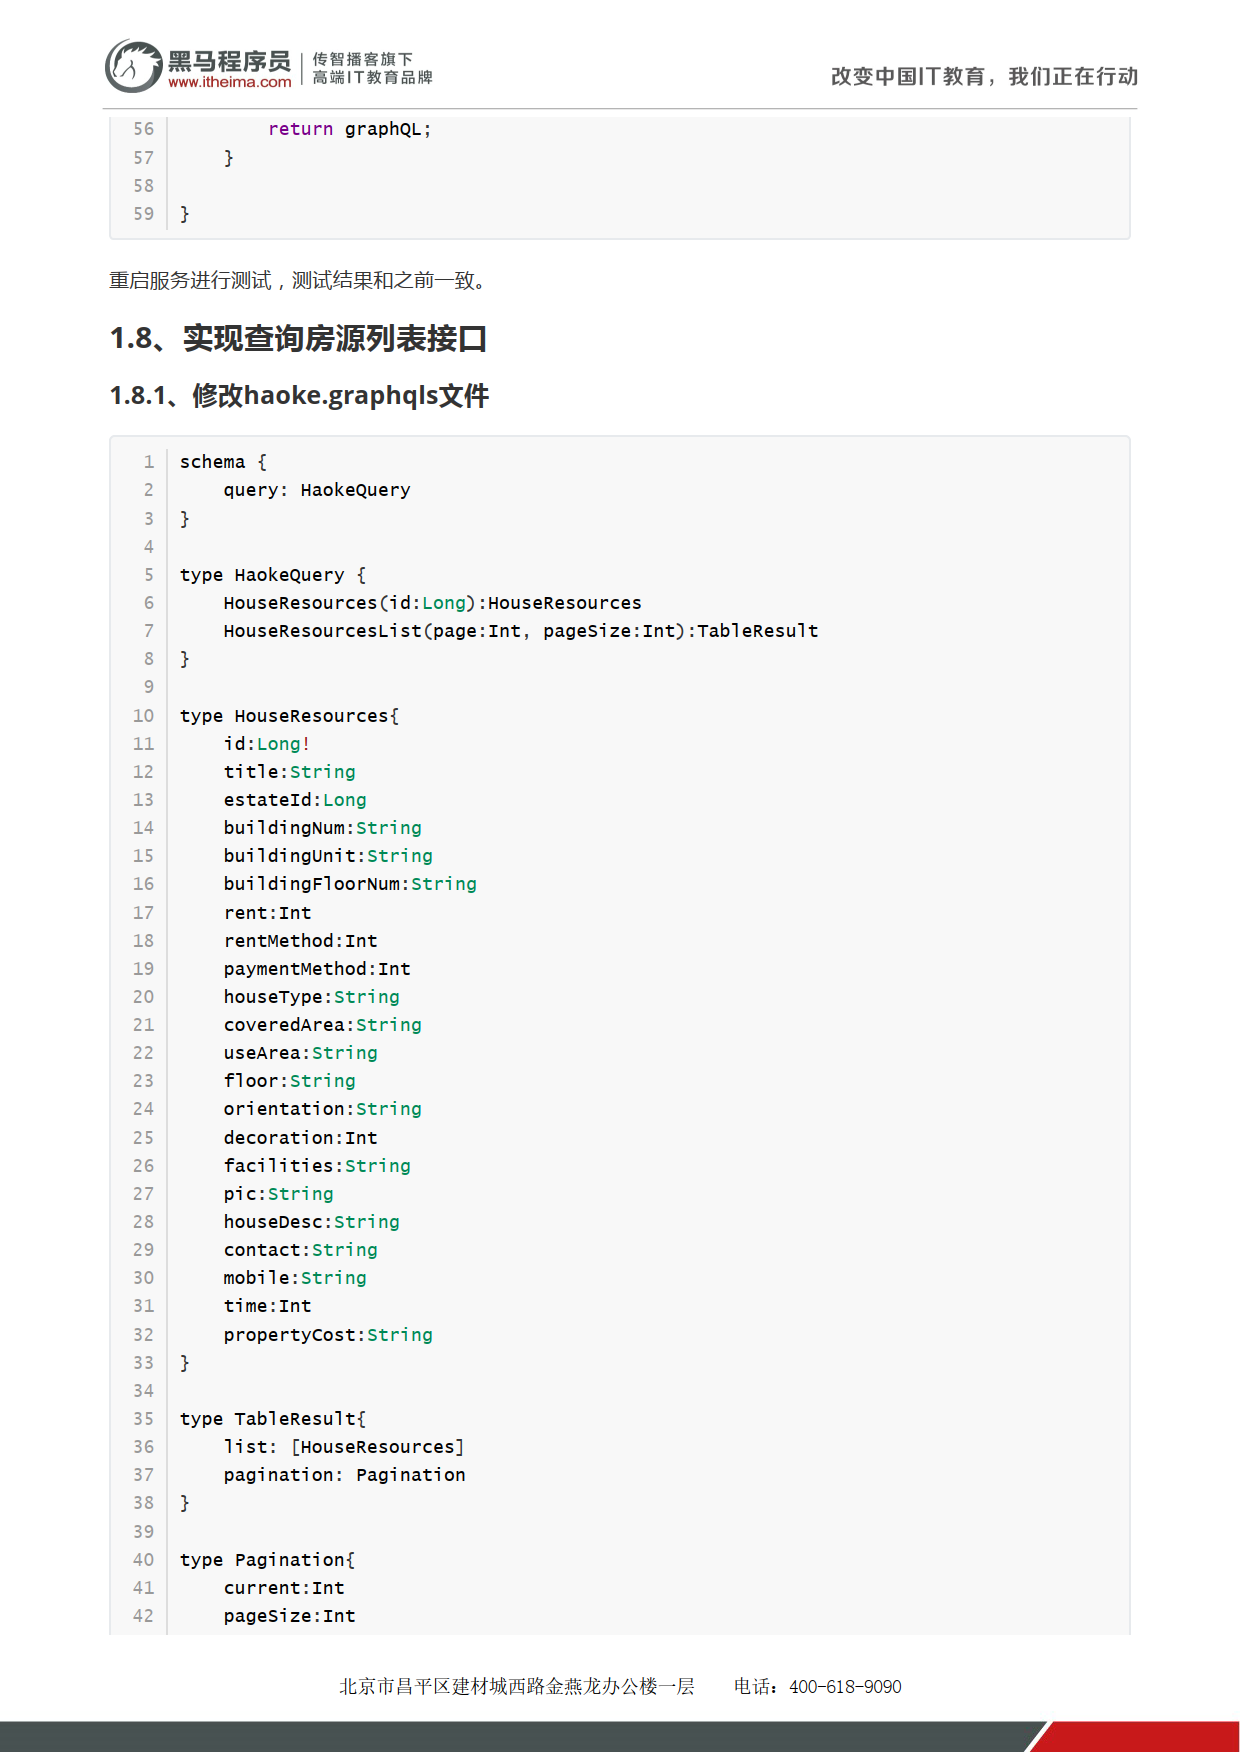 黑马程序员
www.itheima.com
传智播客旗下
高端IT教育品牌
改变中国IT教育，我们正在行动
56         return graphQL;
57     }
58
59 }
重启服务进行测试，测试结果和之前一致。
1.8、实现查询房源列表接口
1.8.1、修改haoke.graphqls文件
1 schema {
2     query: HaokeQuery
3 }
4
5 type HaokeQuery {
6     HouseResources(id:Long):HouseResources
7     HouseResourcesList(page:Int, pageSize:Int):TableResult
8 }
9
10 type HouseResources{
11     id:Long!
12     title:String
13     estateId:Long
14     buildingNum:String
15     buildingUnit:String
16     buildingFloorNum:String
17     rent:Int
18     rentMethod:Int
19     paymentMethod:Int
20     houseType:String
21     coveredArea:String
22     useArea:String
23     floor:String
24     orientation:String
25     decoration:Int
26     facilities:String
27     pic:String
28     houseDesc:String
29     contact:String
30     mobile:String
31     time:Int
32     propertyCost:String
33 }
34
35 type TableResult{
36     list: [HouseResources]
37     pagination: Pagination
38 }
39
40 type Pagination{
41     current:Int
42     pageSize:Int
北京市昌平区建材城西路金燕龙办公楼一层 电话：400-618-9090